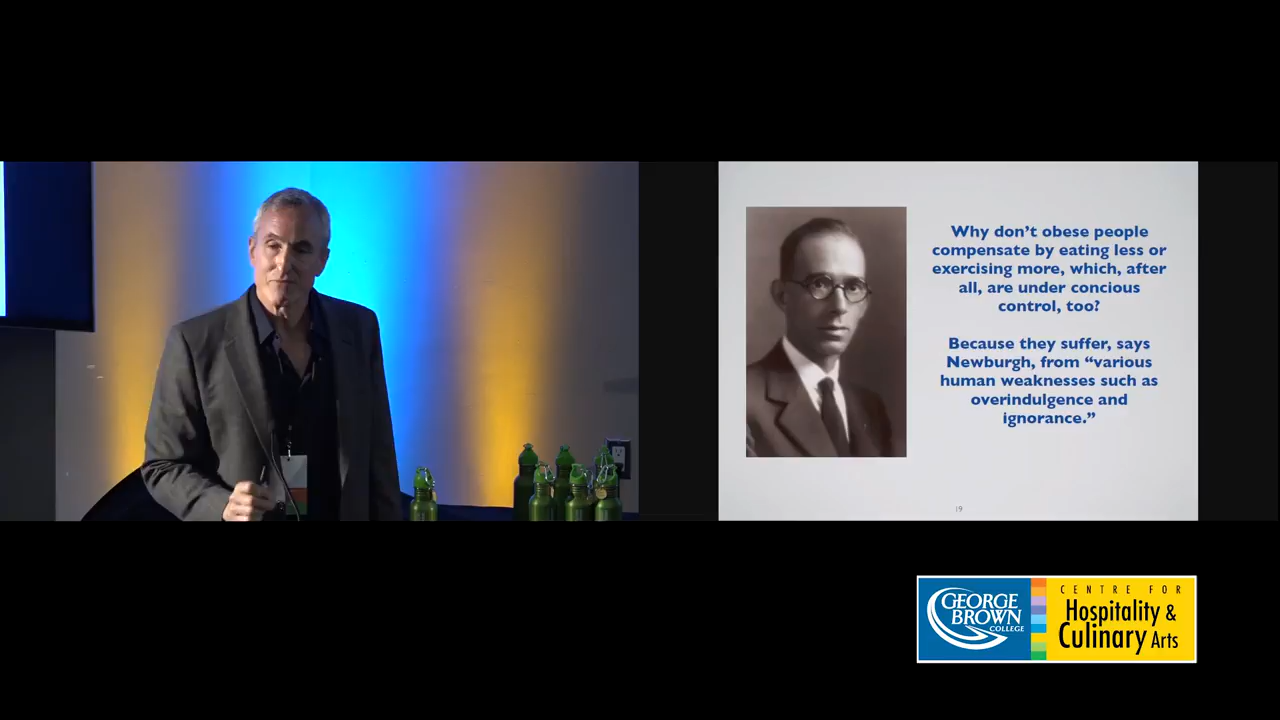 Why don’t obese people
compensate by eating less or
exercising more, which, after
all, are under concious
control, too?
Because they suffer, says
Newburgh, from “various
human weaknesses such as
overindulgence and
ignorance.”
19
GEORGE
BROWN
COLLEGE
CENTRE FOR
Hospitality &
Culinary Arts